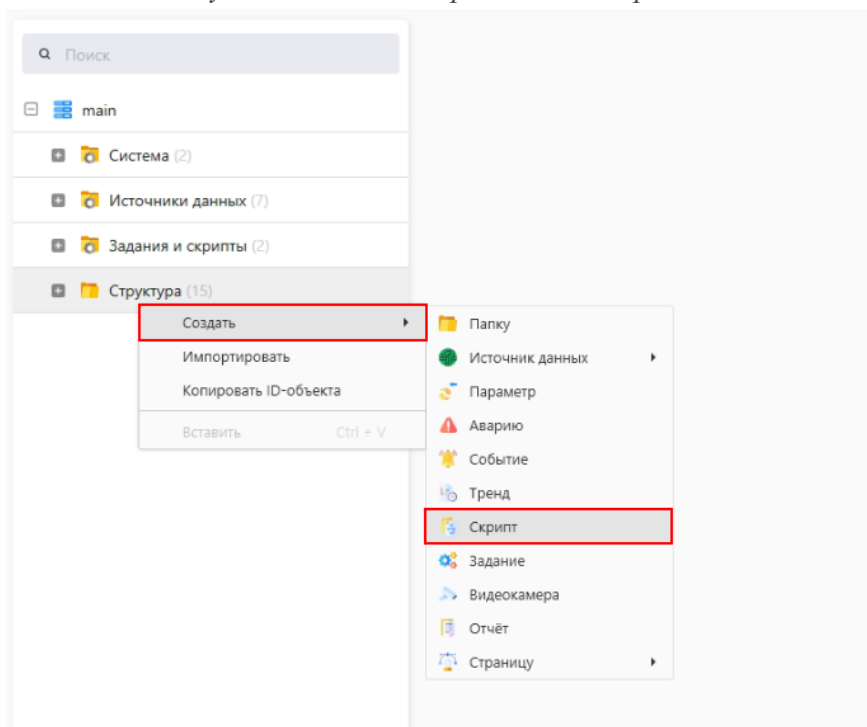 Поиск
main
Система (2)
Источники данных (7)
Задания и скрипты (2)
Структура (15)
Создать
Импортировать
Копировать ID-объекта
Вставить Ctrl + V
Папку
Источник данных
Параметр
Аварию
Событие
Тренд
Скрипт
Задание
Видеокамера
Отчёт
Страницу